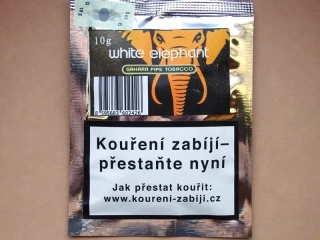 10g
white elephant
SAHARA PIPE TOBACCO
Kouření zabíjí–
přestaňte nyní
Jak přestat kouřit:
www.koureni-zabiji.cz